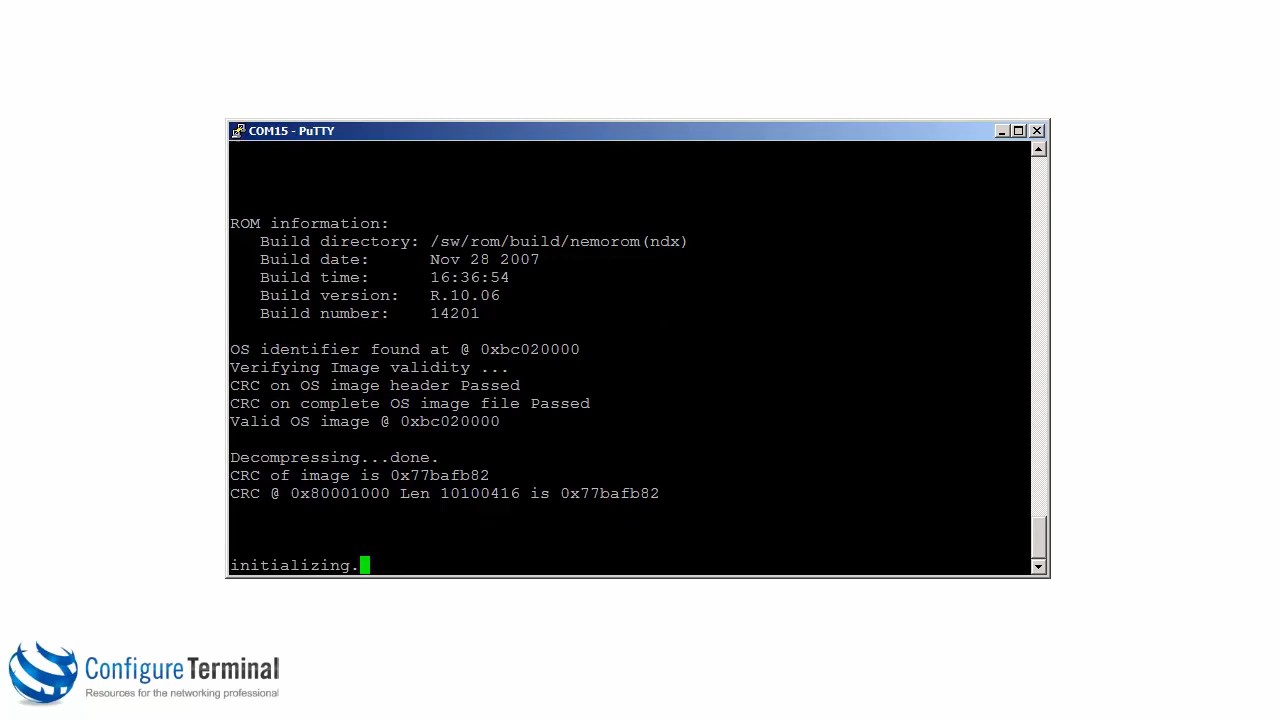 COM15 - PuTTY
ROM information:
Build directory: /sw/rom/build/nemorom(ndx)
Build date: Nov 28 2007
Build time: 16:36:54
Build version: R.10.06
Build number: 14201
OS identifier found at @ 0xbc020000
Verifying Image validity ...
CRC on OS image header Passed
CRC on complete OS image file Passed
Valid OS image @ 0xbc020000
Decompressing...done.
CRC of image is 0x77bafb82
CRC @ 0x80001000 Len 10100416 is 0x77bafb82
initializing.
Configure Terminal
Resources for the networking professional